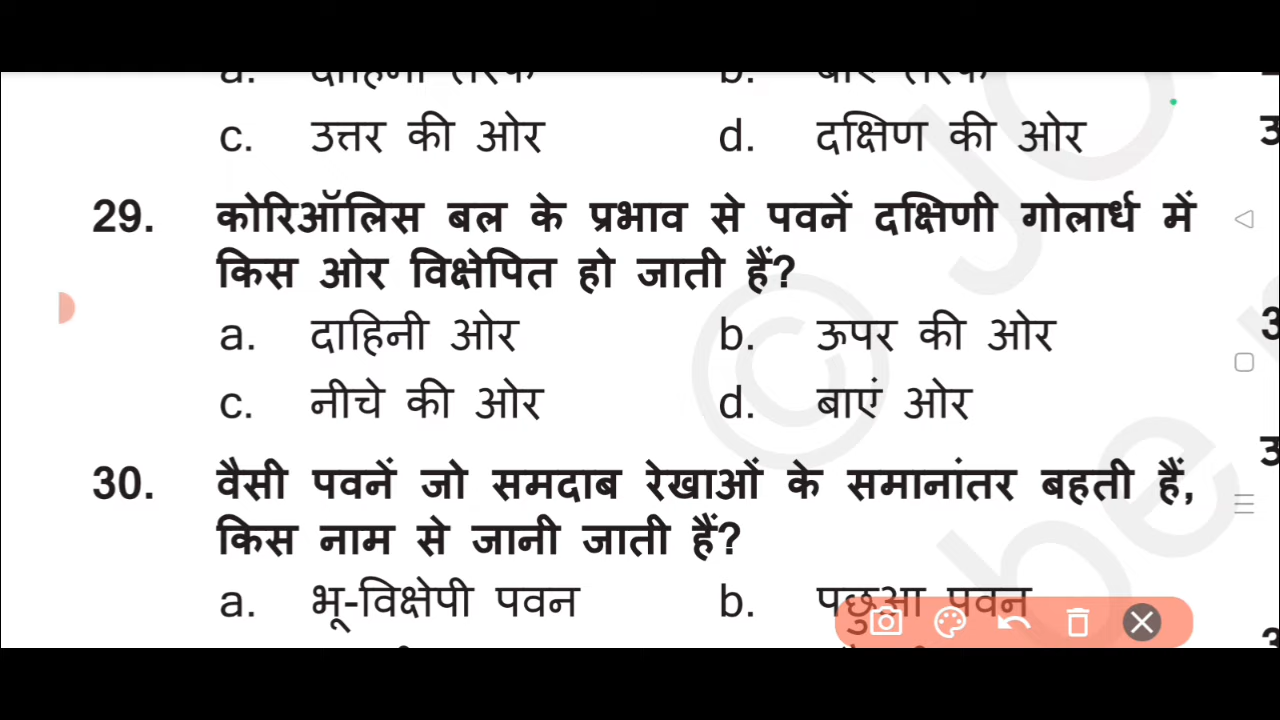 c. उत्तर की ओर d. दक्षिण की ओर
29. कोरिऑलिस बल के प्रभाव से पवनें दक्षिणी गोलार्ध में
किस ओर विक्षेपित हो जाती हैं?
a. दाहिनी ओर b. ऊपर की ओर
c. नीचे की ओर d. बाएं ओर
30. वैसी पवनें जो समदाब रेखाओं के समानांतर बहती हैं,
किस नाम से जानी जाती हैं?
a. भू-विक्षेपी पवन b. पछुआ पवन